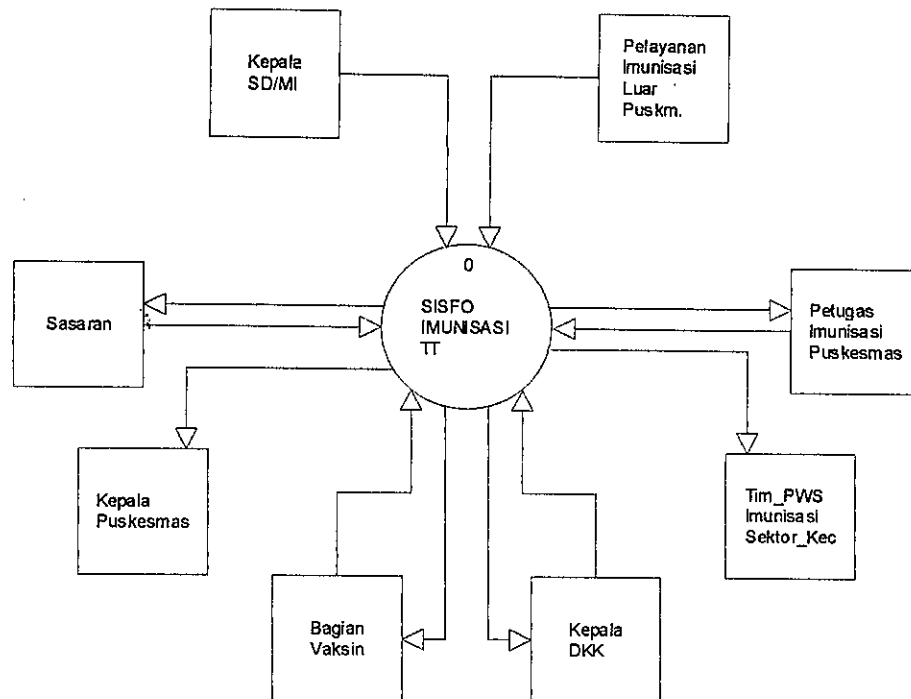 Kepala
SD/MI
Pelayanan
Imunisasi
Luar
Puskm.
0
SISFO
IMUNISASI
TT
Sasaran
Petugas
Imunisasi
Puskesmas
Kepala
Puskesmas
Tim_PWS
Imunisasi
Sektor_Kec
Bagian
Vaksin
Kepala
DKK